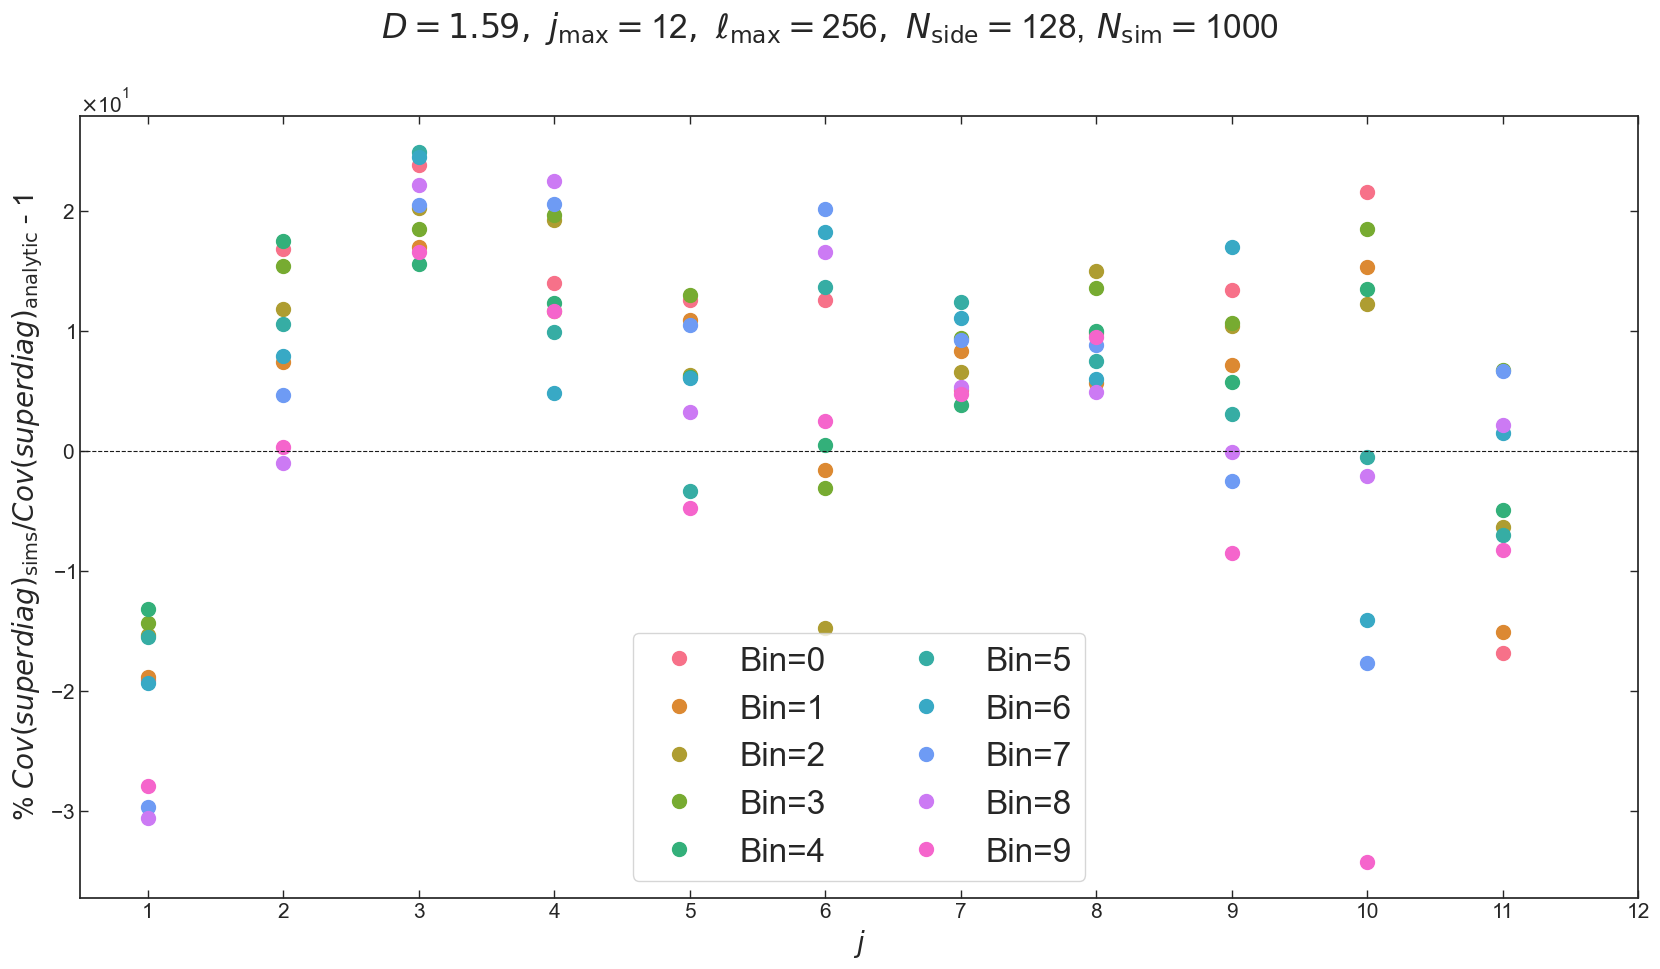 D = 1.59, j_max = 12, ℓ_max = 256, N_side = 128, N_sim = 1000
×10^1
% Cov(superdiag)_sims/Cov(superdiag)_analytic - 1
2
1
0
−1
−2
−3
Bin=0
Bin=1
Bin=2
Bin=3
Bin=4
Bin=5
Bin=6
Bin=7
Bin=8
Bin=9
1 2 3 4 5 6 7 8 9 10 11 12
j